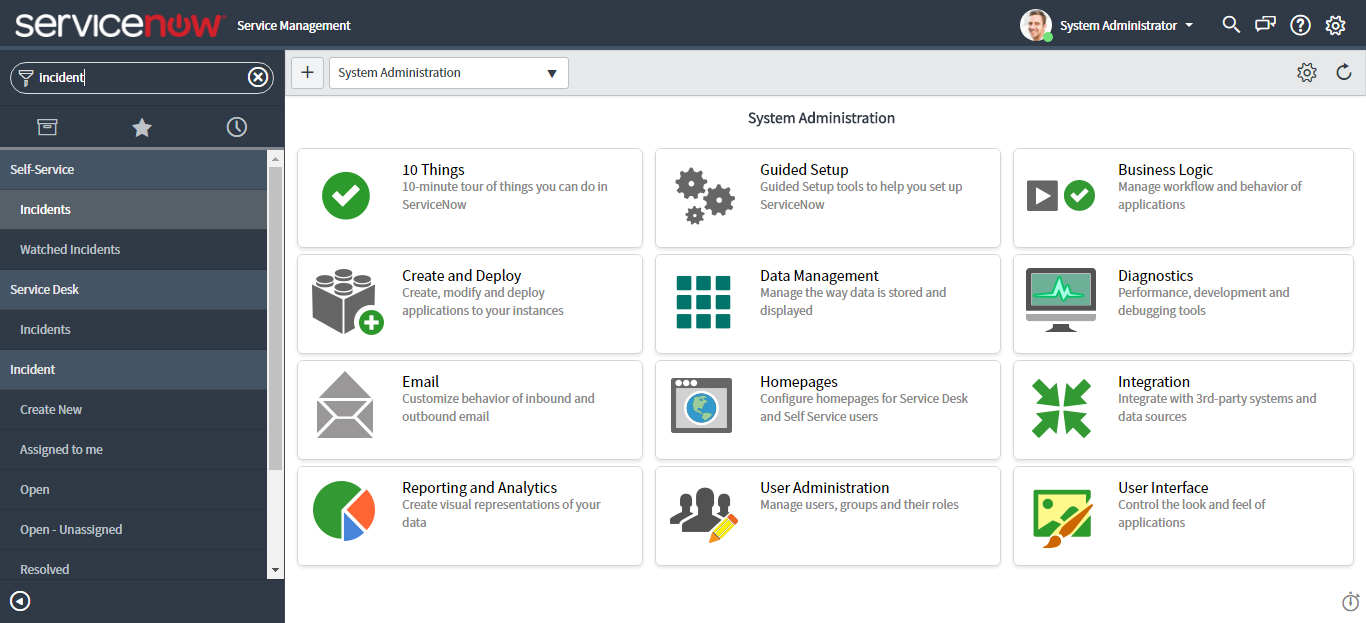 servicenow Service Management
System Administrator
incident
Self-Service
Incidents
Watched Incidents
Service Desk
Incidents
Incident
Create New
Assigned to me
Open
Open - Unassigned
Resolved
System Administration
System Administration
10 Things
10-minute tour of things you can do in
ServiceNow
Guided Setup
Guided Setup tools to help you set up
ServiceNow
Business Logic
Manage workflow and behavior of
applications
Create and Deploy
Create, modify and deploy
applications to your instances
Data Management
Manage the way data is stored and
displayed
Diagnostics
Performance, development and
debugging tools
Email
Customize behavior of inbound and
outbound email
Homepages
Configure homepages for Service Desk
and Self Service users
Integration
Integrate with 3rd-party systems and
data sources
Reporting and Analytics
Create visual representations of your
data
User Administration
Manage users, groups and their roles
User Interface
Control the look and feel of
applications